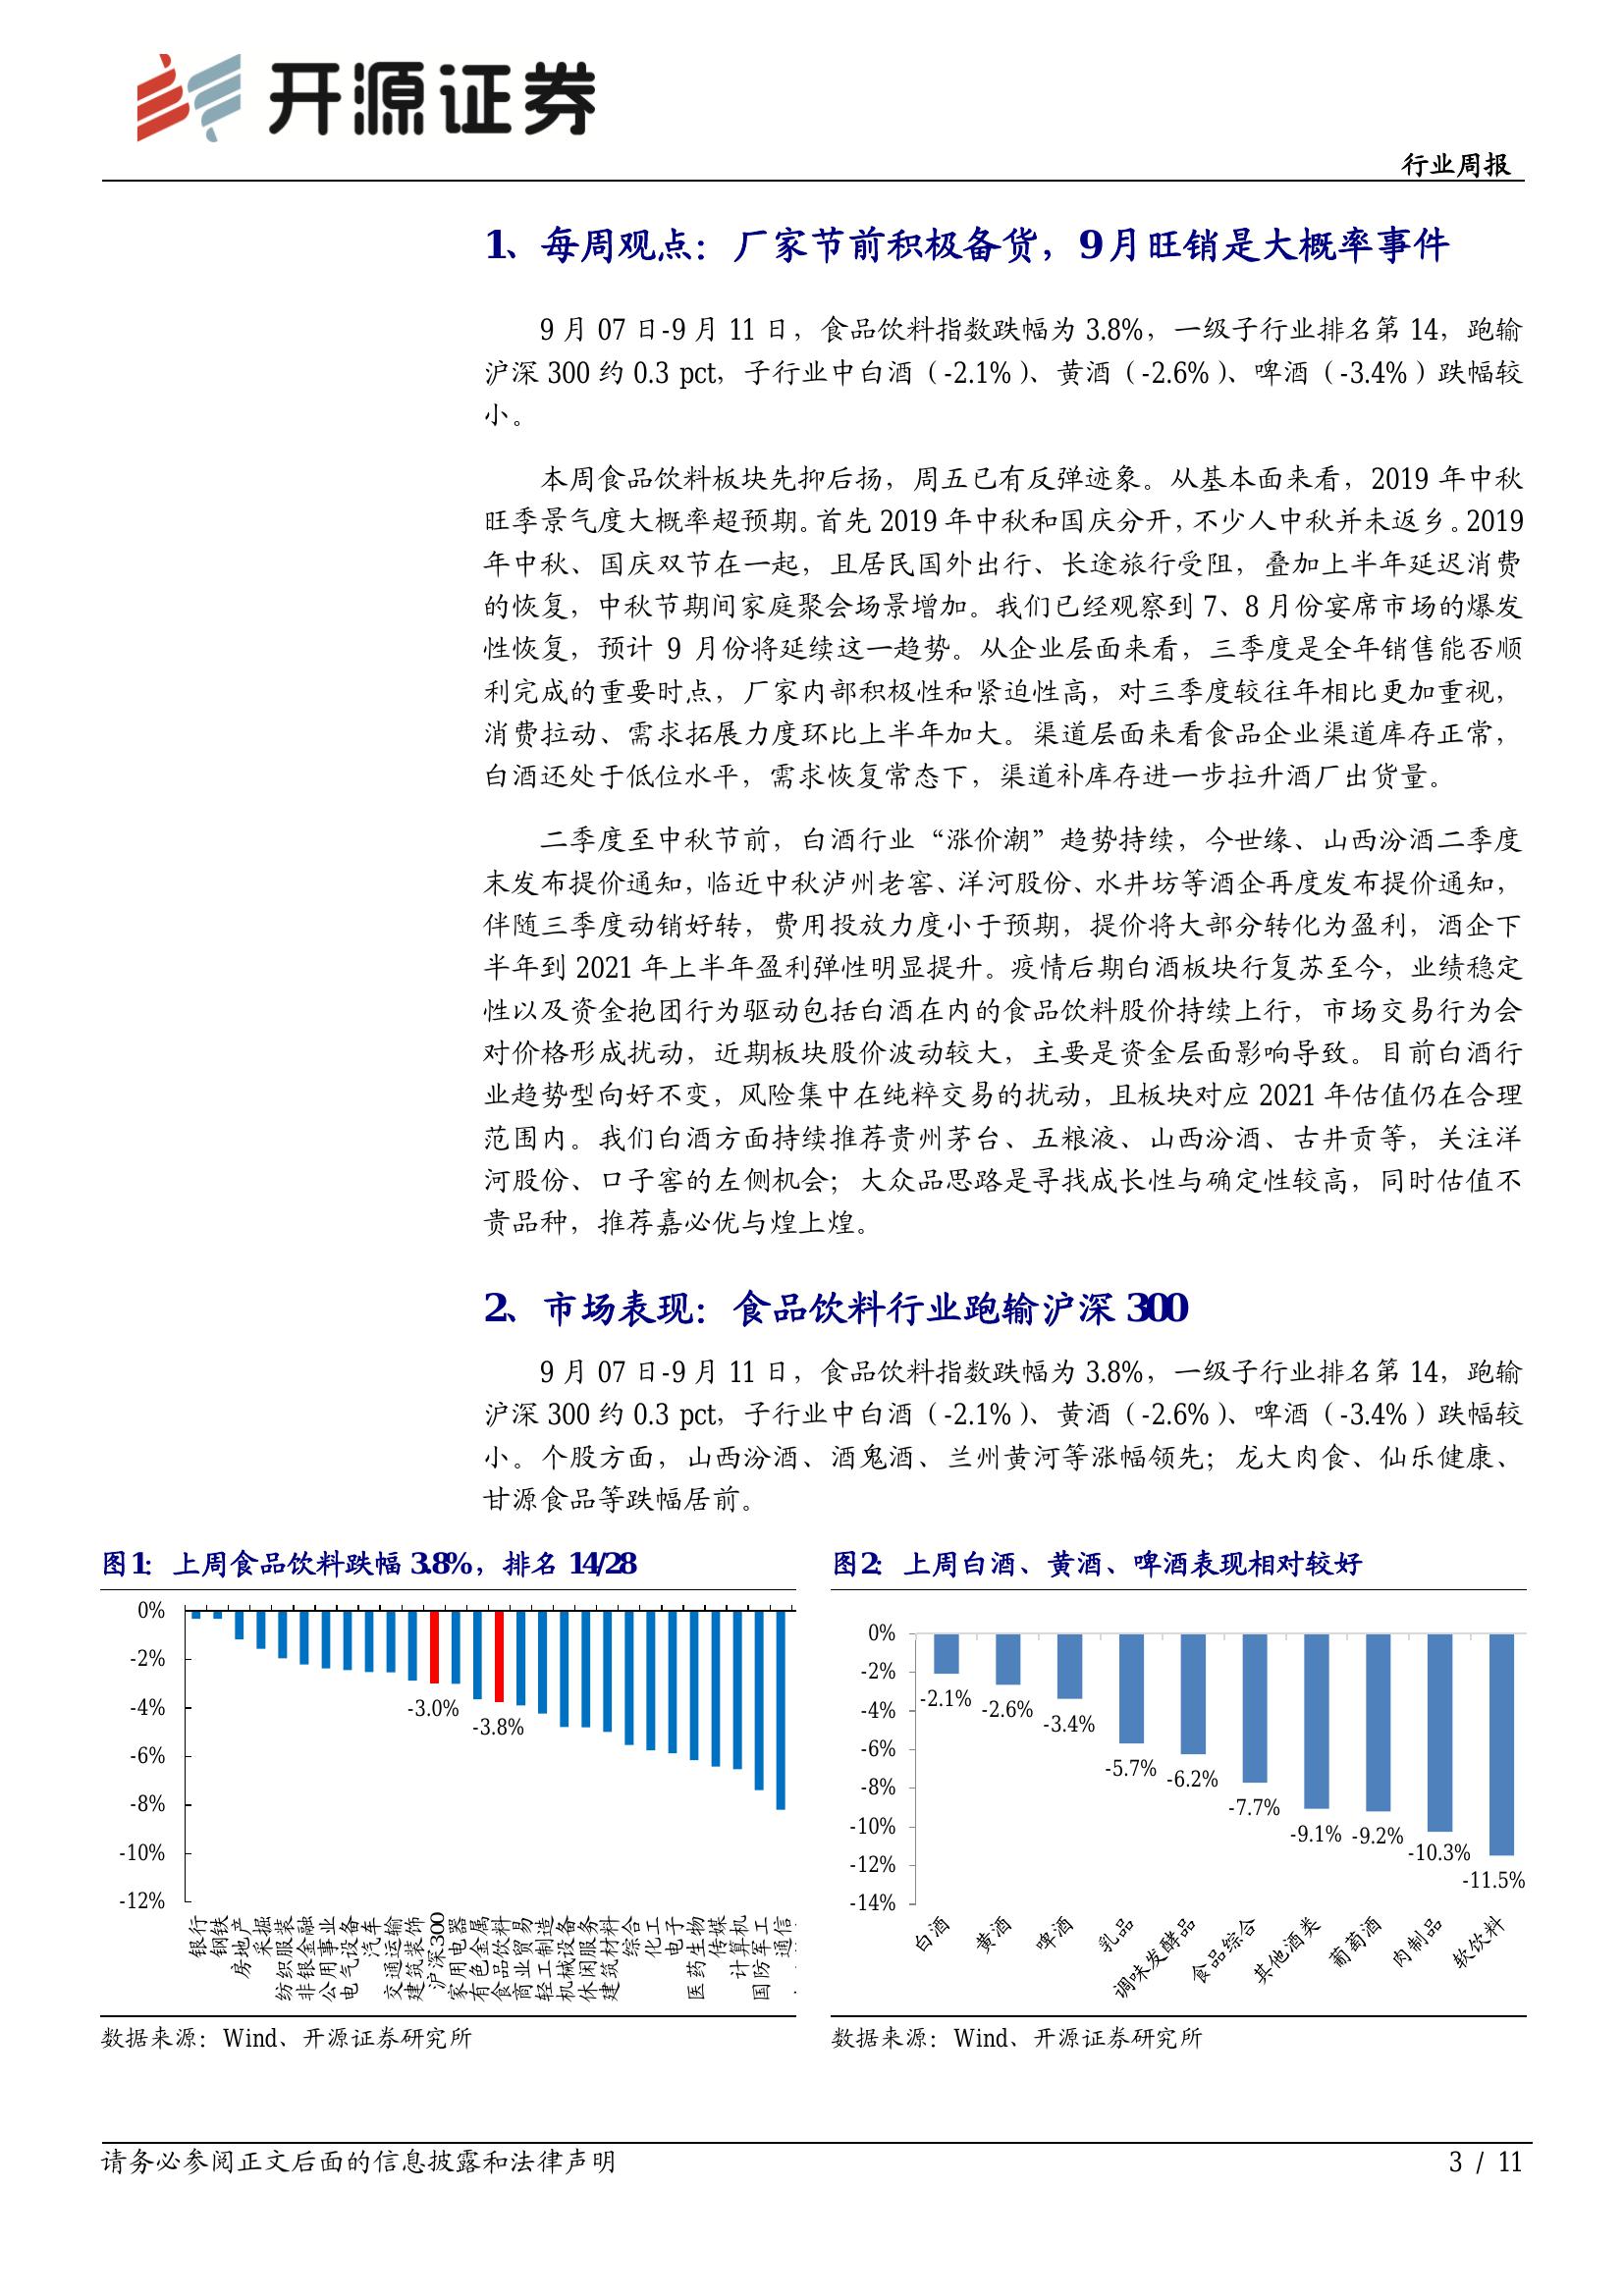 开源证券
行业周报
1、每周观点：厂家节前积极备货，9月旺销是大概率事件
9 月 07 日-9 月 11 日，食品饮料指数跌幅为 3.8%，一级子行业排名第 14，跑输
沪深 300 约 0.3 pct，子行业中白酒（-2.1%）、黄酒（-2.6%）、啤酒（-3.4%）跌幅较
小。
本周食品饮料板块先抑后扬，周五已有反弹迹象。从基本面来看，2019 年中秋
旺季景气度大概率超预期。首先 2019 年中秋和国庆分开，不少人中秋并未返乡。2019
年中秋、国庆双节在一起，且居民国外出行、长途旅行受阻，叠加上半年延迟消费
的恢复，中秋节期间家庭聚会场景增加。我们已经观察到 7、8 月份宴席市场的爆发
性恢复，预计 9 月份将延续这一趋势。从企业层面来看，三季度是全年销售能否顺
利完成的重要时点，厂家内部积极性和紧迫性高，对三季度较往年相比更加重视，
消费拉动、需求拓展力度环比上半年加大。渠道层面来看食品企业渠道库存正常，
白酒还处于低位水平，需求恢复常态下，渠道补库存进一步拉升酒厂出货量。
二季度至中秋节前，白酒行业“涨价潮”趋势持续，今世缘、山西汾酒二季度
末发布提价通知，临近中秋泸州老窖、洋河股份、水井坊等酒企再度发布提价通知，
伴随三季度动销好转，费用投放力度小于预期，提价将大部分转化为盈利，酒企下
半年到 2021 年上半年盈利弹性明显提升。疫情后期白酒板块行复苏至今，业绩稳定
性以及资金抱团行为驱动包括白酒在内的食品饮料股价持续上行，市场交易行为会
对价格形成扰动，近期板块股价波动较大，主要是资金层面影响导致。目前白酒行
业趋势型向好不变，风险集中在纯粹交易的扰动，且板块对应 2021 年估值仍在合理
范围内。我们白酒方面持续推荐贵州茅台、五粮液、山西汾酒、古井贡等，关注洋
河股份、口子窖的左侧机会；大众品思路是寻找成长性与确定性较高，同时估值不
贵品种，推荐嘉必优与煌上煌。
2、市场表现：食品饮料行业跑输沪深 300
9 月 07 日-9 月 11 日，食品饮料指数跌幅为 3.8%，一级子行业排名第 14，跑输
沪深 300 约 0.3 pct，子行业中白酒（-2.1%）、黄酒（-2.6%）、啤酒（-3.4%）跌幅较
小。个股方面，山西汾酒、酒鬼酒、兰州黄河等涨幅领先；龙大肉食、仙乐健康、
甘源食品等跌幅居前。
图1：上周食品饮料跌幅 3.8%，排名 14/28
0%
-2%
-4%
-6%
-8%
-10%
-12%
-3.0%
-3.8%
银行
钢铁
房地产
采掘
纺织服装
非银金融
公用事业
电气设备
汽车
交通运输
建筑装饰
沪深300
家用电器
有色金属
食品饮料
商业贸易
轻工制造
机械设备
休闲服务
建筑材料
综合
化工
电子
医药生物
传媒
计算机
国防军工
通信
数据来源：Wind、开源证券研究所
图2：上周白酒、黄酒、啤酒表现相对较好
0%
-2%
-4%
-6%
-8%
-10%
-12%
-14%
-2.1%
-2.6%
-3.4%
-5.7%
-6.2%
-7.7%
-9.1%
-9.2%
-10.3%
-11.5%
白酒
黄酒
啤酒
乳品
调味发酵品
食品综合
其他酒类
葡萄酒
肉制品
软饮料
数据来源：Wind、开源证券研究所
请务必参阅正文后面的信息披露和法律声明
3 / 11